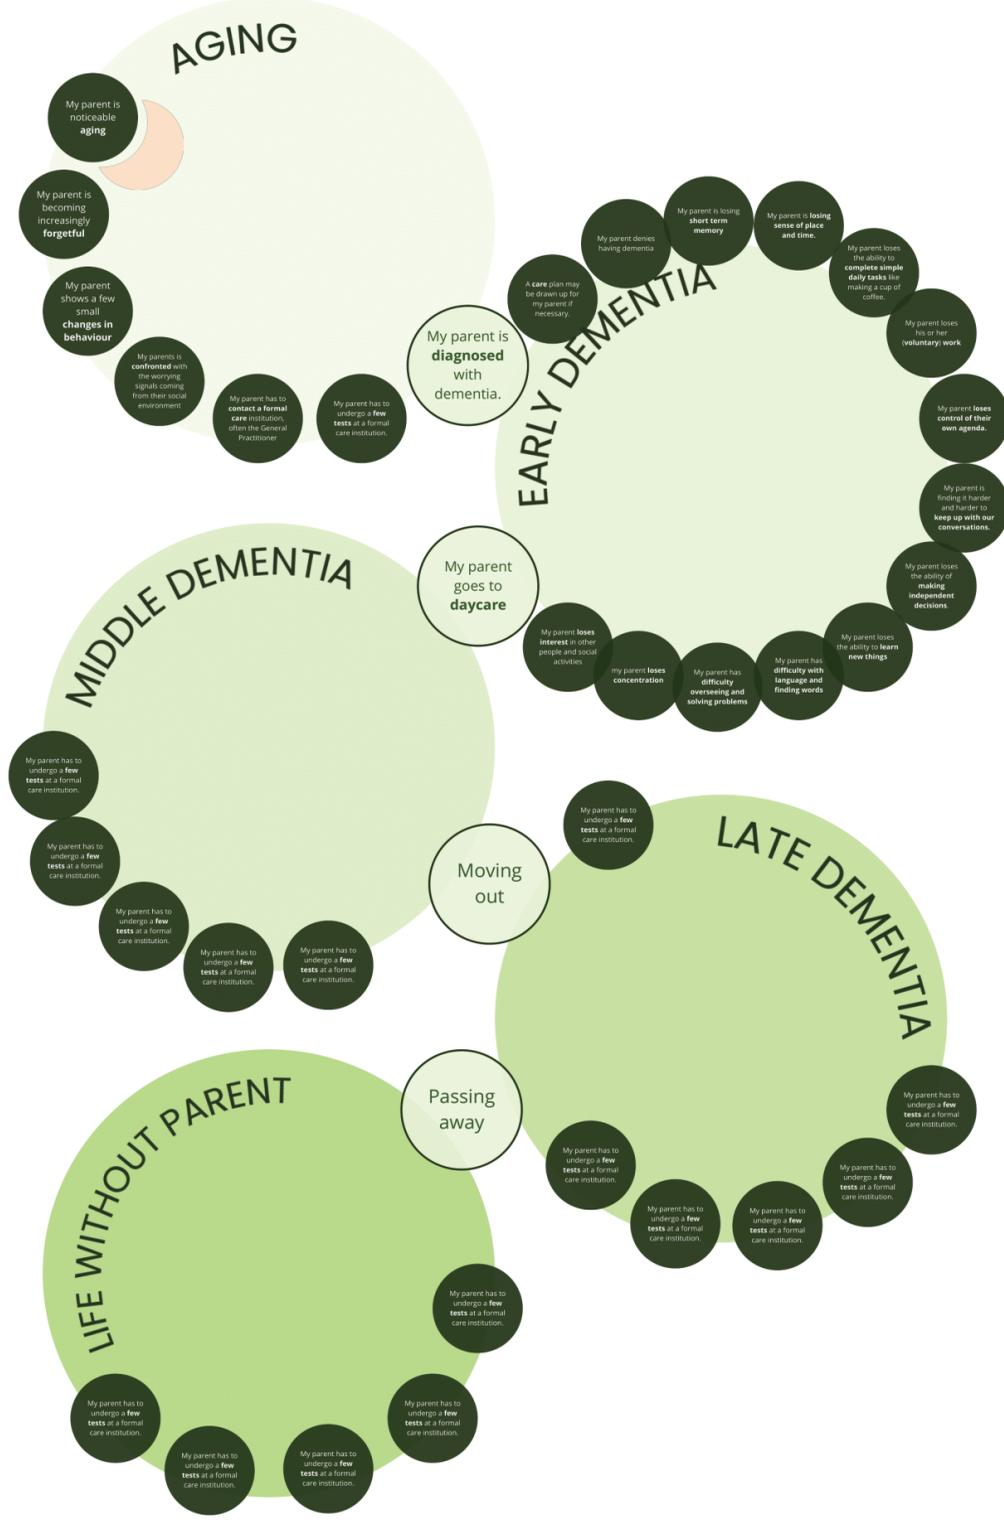 AGING
My parent is
noticeable
aging
My parent is
becoming
increasingly
forgetful
My parent
shows a few
small
changes in
behaviour
My parents is
confronted with
the worrying
signals coming
from their social
environment
My parent has to
contact a formal
care institution,
often the General
Practitioner
My parent has to
undergo a few
tests at a formal
care institution.
My parent is
diagnosed
with
dementia.
EARLY DEMENTIA
A care plan may
be drawn up for
my parent if
necessary.
My parent denies
having dementia
My parent is losing
short term
memory
My parent is losing
sense of place
and time.
My parent loses
the ability to
complete simple
daily tasks like
making a cup of
coffee.
My parent loses
his or her
(voluntary) work
My parent loses
control of their
own agenda.
My parent is
finding it harder
and harder to
keep up with our
conversations.
My parent loses
the ability of
making
independent
decisions.
My parent loses
the ability to learn
new things
My parent has
difficulty with
language and
finding words
My parent has
difficulty
overseeing and
solving problems
my parent loses
concentration
My parent loses
interest in other
people and social
activities
My parent
goes to
daycare
MIDDLE DEMENTIA
My parent has to
undergo a few
tests at a formal
care institution.
My parent has to
undergo a few
tests at a formal
care institution.
My parent has to
undergo a few
tests at a formal
care institution.
My parent has to
undergo a few
tests at a formal
care institution.
My parent has to
undergo a few
tests at a formal
care institution.
Moving
out
LATE DEMENTIA
My parent has to
undergo a few
tests at a formal
care institution.
My parent has to
undergo a few
tests at a formal
care institution.
My parent has to
undergo a few
tests at a formal
care institution.
My parent has to
undergo a few
tests at a formal
care institution.
My parent has to
undergo a few
tests at a formal
care institution.
My parent has to
undergo a few
tests at a formal
care institution.
Passing
away
LIFE WITHOUT PARENT
My parent has to
undergo a few
tests at a formal
care institution.
My parent has to
undergo a few
tests at a formal
care institution.
My parent has to
undergo a few
tests at a formal
care institution.
My parent has to
undergo a few
tests at a formal
care institution.
My parent has to
undergo a few
tests at a formal
care institution.